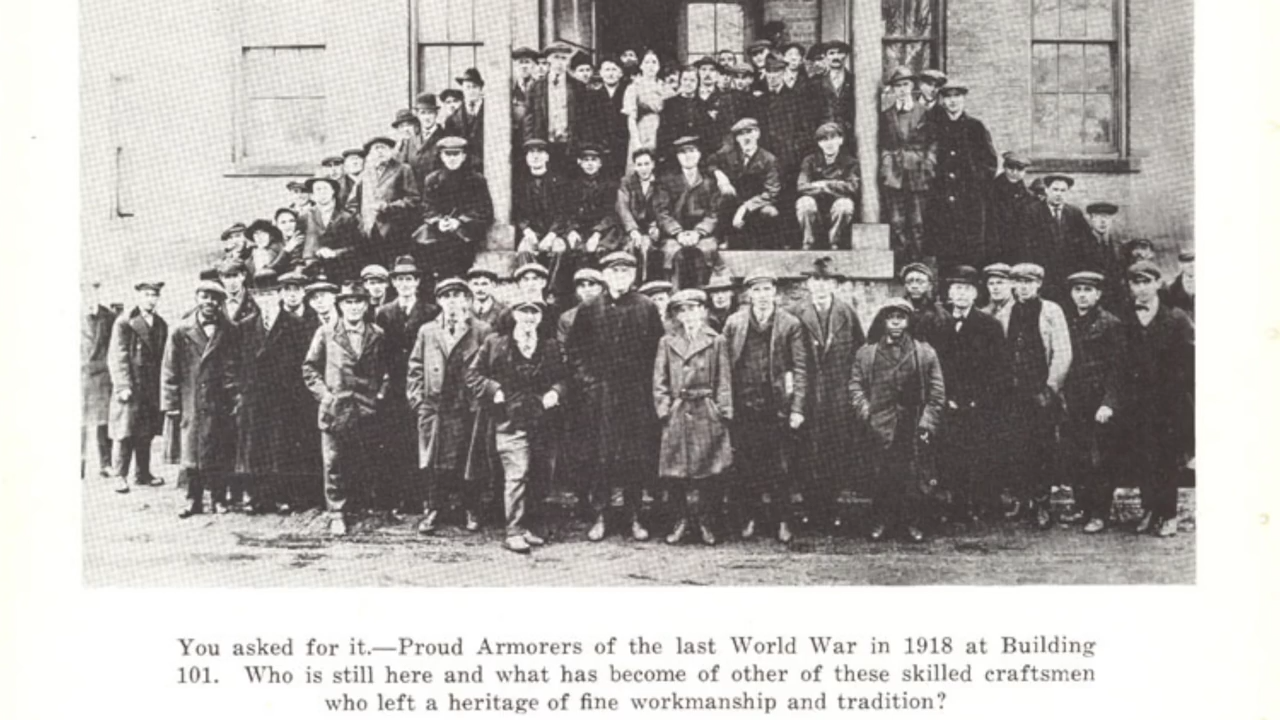 You asked for it.—Proud Armorers of the last World War in 1918 at Building
101. Who is still here and what has become of other of these skilled craftsmen
who left a heritage of fine workmanship and tradition?